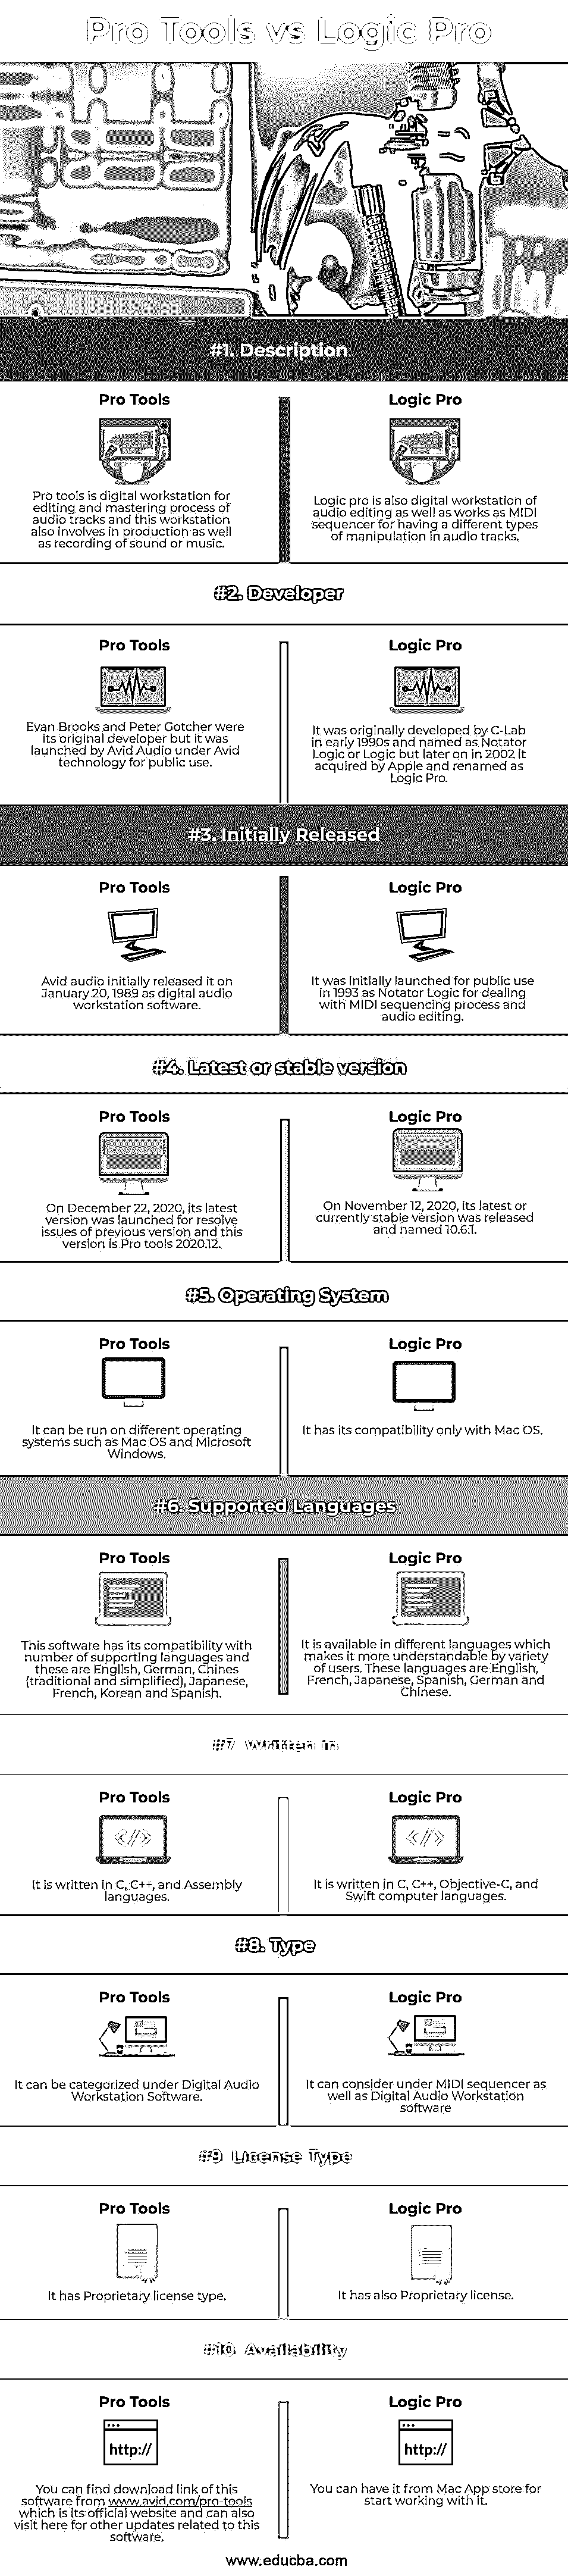 Pro Tools vs Logic Pro
#1. Description
Pro Tools
Pro tools is digital workstation for
editing and mastering process of
audio tracks and this workstation
also involves in production as well
as recording of sound or music.
Logic Pro
Logic pro is also digital workstation of
audio editing as well as works as MIDI
sequencer for having a different types
of manipulation in audio tracks.
#2. Developer
Pro Tools
Evan Brooks and Peter Gotcher were
its original developer but it was
launched by Avid Audio under Avid
technology for public use.
Logic Pro
It was originally developed by C-Lab
in early 1990s and named as Notator
Logic or Logic but later on in 2002 it
acquired by Apple and renamed as
Logic Pro.
#3. Initially Released
Pro Tools
Avid audio initially released it on
January 20, 1989 as digital audio
workstation software.
Logic Pro
It was initially launched for public use
in 1993 as Notator Logic for dealing
with MIDI sequencing process and
audio editing.
#4. Latest or stable version
Pro Tools
On December 22, 2020, its latest
version was launched for resolve
issues of previous version and this
version is Pro tools 2020.12.
Logic Pro
On November 12, 2020, its latest or
currently stable version was released
and named 10.6.1.
#5. Operating System
Pro Tools
It can be run on different operating
systems such as Mac OS and Microsoft
Windows.
Logic Pro
It has its compatibility only with Mac OS.
#6. Supported Languages
Pro Tools
This software has its compatibility with
number of supporting languages and
these are English, German, Chines
(traditional and simplified), Japanese,
French, Korean and Spanish.
Logic Pro
It is available in different languages which
makes it more understandable by variety
of users. These languages are English,
French, Japanese, Spanish, German and
Chinese.
#7 Written in
Pro Tools
</>
It is written in C, C++, and Assembly
languages.
Logic Pro
</>
It is written in C, C++, Objective-C, and
Swift computer languages.
#8. Type
Pro Tools
It can be categorized under Digital Audio
Workstation Software.
Logic Pro
It can consider under MIDI sequencer as
well as Digital Audio Workstation
software
#9 License Type
Pro Tools
It has Proprietary license type.
Logic Pro
It has also Proprietary license.
#10 Availability
Pro Tools
http://
You can find download link of this
software from www.avid.com/pro-tools
which is its official website and can also
visit here for other updates related to this
software.
Logic Pro
http://
You can have it from Mac App store for
start working with it.
www.educba.com